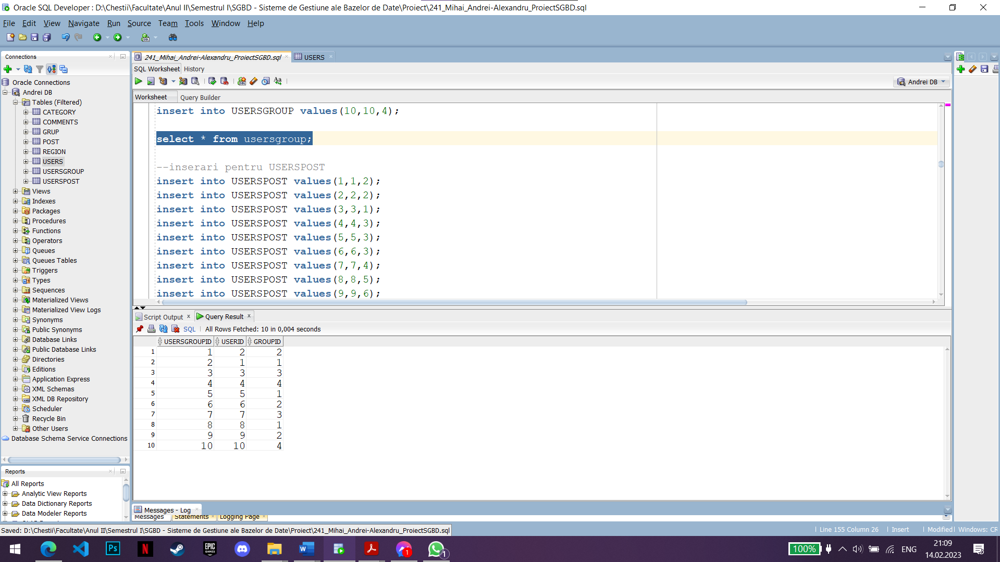 Oracle SQL Developer : D:\Chestii\Facultate\Anul II\Semestrul I\SGBD - Sisteme de Gestiune ale Bazelor de Date\Proiect\241_Mihai_Andrei-Alexandru_ProiectSGBD.sql
File Edit View Navigate Run Source Team Tools Window Help
Connections
Oracle Connections
Andrei DB
Tables (Filtered)
CATEGORY
COMMENTS
GRUP
POST
REGION
USERS
USERSGROUP
USERSPOST
Views
Indexes
Packages
Procedures
Functions
Operators
Queues
Queues Tables
Triggers
Types
Sequences
Materialized Views
Materialized View Logs
Synonyms
Public Synonyms
Database Links
Public Database Links
Directories
Editions
Application Express
XML Schemas
XML DB Repository
Scheduler
Recycle Bin
Other Users
Database Schema Service Connections
Reports
All Reports
Analytic View Reports
Data Dictionary Reports
Data Modeler Reports
241_Mihai_Andrei-Alexandru_ProiectSGBD.sql USERS
SQL Worksheet History
Andrei DB
Worksheet Query Builder
insert into USERSGROUP values(10,10,4);
select * from usersgroup;
--inserari pentru USERSPOST
insert into USERSPOST values(1,1,2);
insert into USERSPOST values(2,2,2);
insert into USERSPOST values(3,3,1);
insert into USERSPOST values(4,4,3);
insert into USERSPOST values(5,5,3);
insert into USERSPOST values(6,6,3);
insert into USERSPOST values(7,7,4);
insert into USERSPOST values(8,8,5);
insert into USERSPOST values(9,9,6);
Script Output Query Result
SQL All Rows Fetched: 10 in 0,004 seconds
USERSGROUPID USERID GROUPID
1 1 2 2
2 2 1 1
3 3 3 3
4 4 4 4
5 5 5 1
6 6 6 2
7 7 7 3
8 8 8 1
9 9 9 2
10 10 10 4
Messages - Log
Messages Statements Logging Page
Saved: D:\Chestii\Facultate\Anul II\Semestrul I\SGBD - Sisteme de Gestiune ale Bazelor de Date\Proiect\241_Mihai_Andrei-Alexandru_ProiectSGBD.sql
Line 155 Column 26 Insert Modified Windows: CR
Ps N EPIC GAMES W 1 1
100% ENG
21:09
14.02.2023